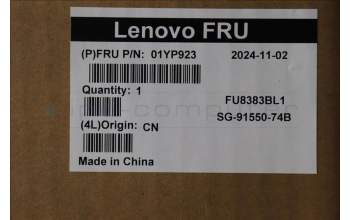 Lenovo FRU
(P)FRU P/N: 01YP923 2024-11-02
Quantity: 1
FU8383BL1
SG-91550-74B
(4L)Origin: CN
Made in China